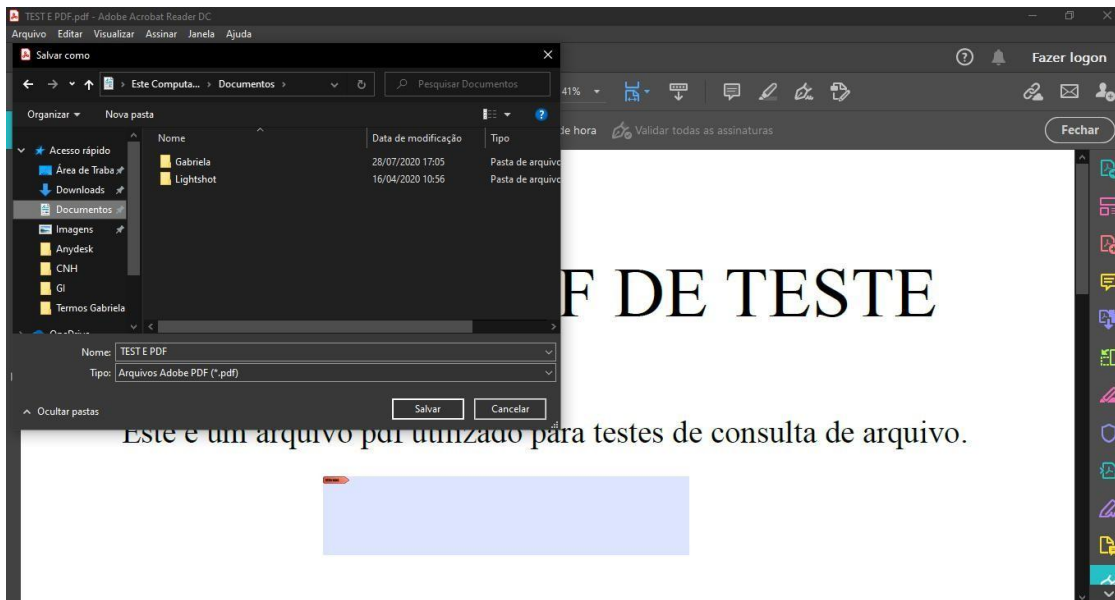 TEST E PDF.pdf - Adobe Acrobat Reader DC
Arquivo Editar Visualizar Assinar Janela Ajuda
Salvar como
Fazer logon
Este Computa... › Documentos ›
Pesquisar Documentos
41%
Organizar Nova pasta
de hora Validar todas as assinaturas Fechar
Nome Data de modificação Tipo
Acesso rápido
Gabriela 28/07/2020 17:05 Pasta de arquivo
Lightshot 16/04/2020 10:56 Pasta de arquivo
Área de Traba
Downloads
Documentos
Imagens
Anydesk
CNH
GI
Termos Gabriela
OneDrive
F DE TESTE
Nome: TEST E PDF
Tipo: Arquivos Adobe PDF (*.pdf)
Ocultar pastas Salvar Cancelar
Este é um arquivo pdf utilizado para testes de consulta de arquivo.